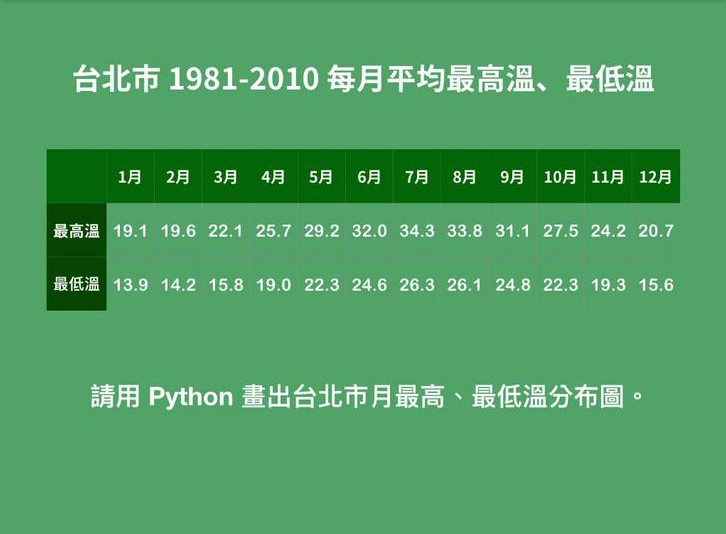 台北市 1981-2010 每月平均最高溫、最低溫
1月 2月 3月 4月 5月 6月 7月 8月 9月 10月 11月 12月
最高溫 19.1 19.6 22.1 25.7 29.2 32.0 34.3 33.8 31.1 27.5 24.2 20.7
最低溫 13.9 14.2 15.8 19.0 22.3 24.6 26.3 26.1 24.8 22.3 19.3 15.6
請用 Python 畫出台北市月最高、最低溫分布圖。